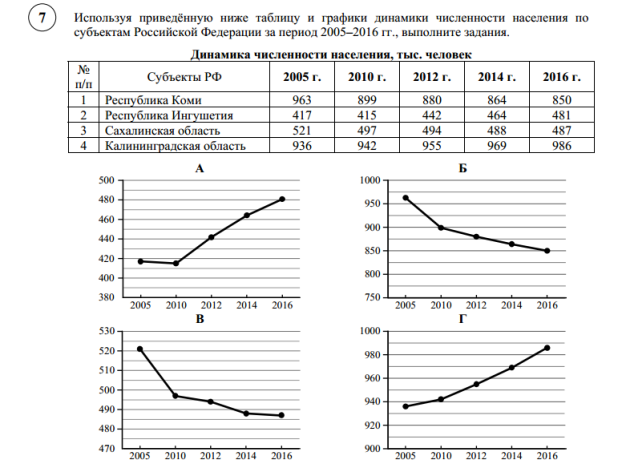 7 Используя приведённую ниже таблицу и графики динамики численности населения по
субъектам Российской Федерации за период 2005–2016 гг., выполните задания.
Динамика численности населения, тыс. человек
№ п/п Субъекты РФ 2005 г. 2010 г. 2012 г. 2014 г. 2016 г.
1 Республика Коми 963 899 880 864 850
2 Республика Ингушетия 417 415 442 464 481
3 Сахалинская область 521 497 494 488 487
4 Калининградская область 936 942 955 969 986
А
500
480
460
440
420
400
380
2005 2010 2012 2014 2016
Б
1000
950
900
850
800
750
2005 2010 2012 2014 2016
В
530
520
510
500
490
480
470
2005 2010 2012 2014 2016
Г
1000
980
960
940
920
900
2005 2010 2012 2014 2016